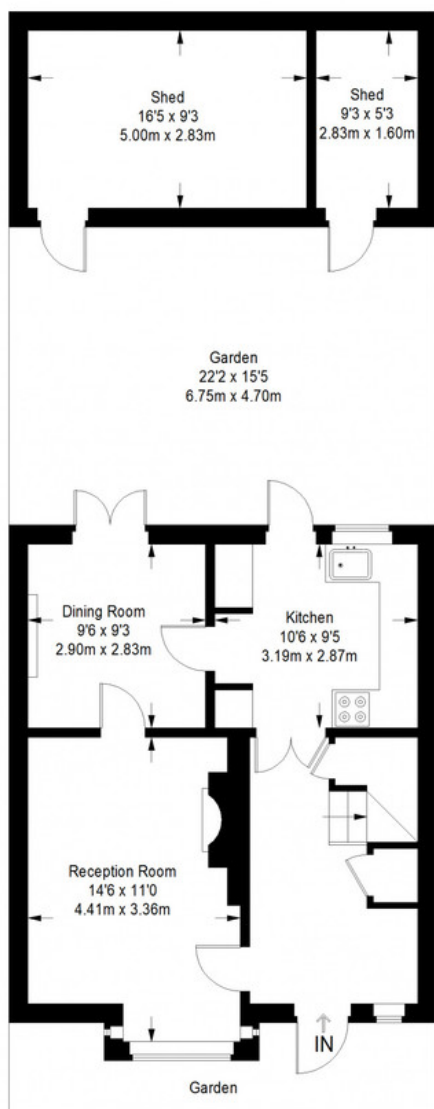 Shed
16'5 x 9'3
5.00m x 2.83m
Shed
9'3 x 5'3
2.83m x 1.60m
Garden
22'2 x 15'5
6.75m x 4.70m
Dining Room
9'6 x 9'3
2.90m x 2.83m
Kitchen
10'6 x 9'5
3.19m x 2.87m
Reception Room
14'6 x 11'0
4.41m x 3.36m
IN
Garden